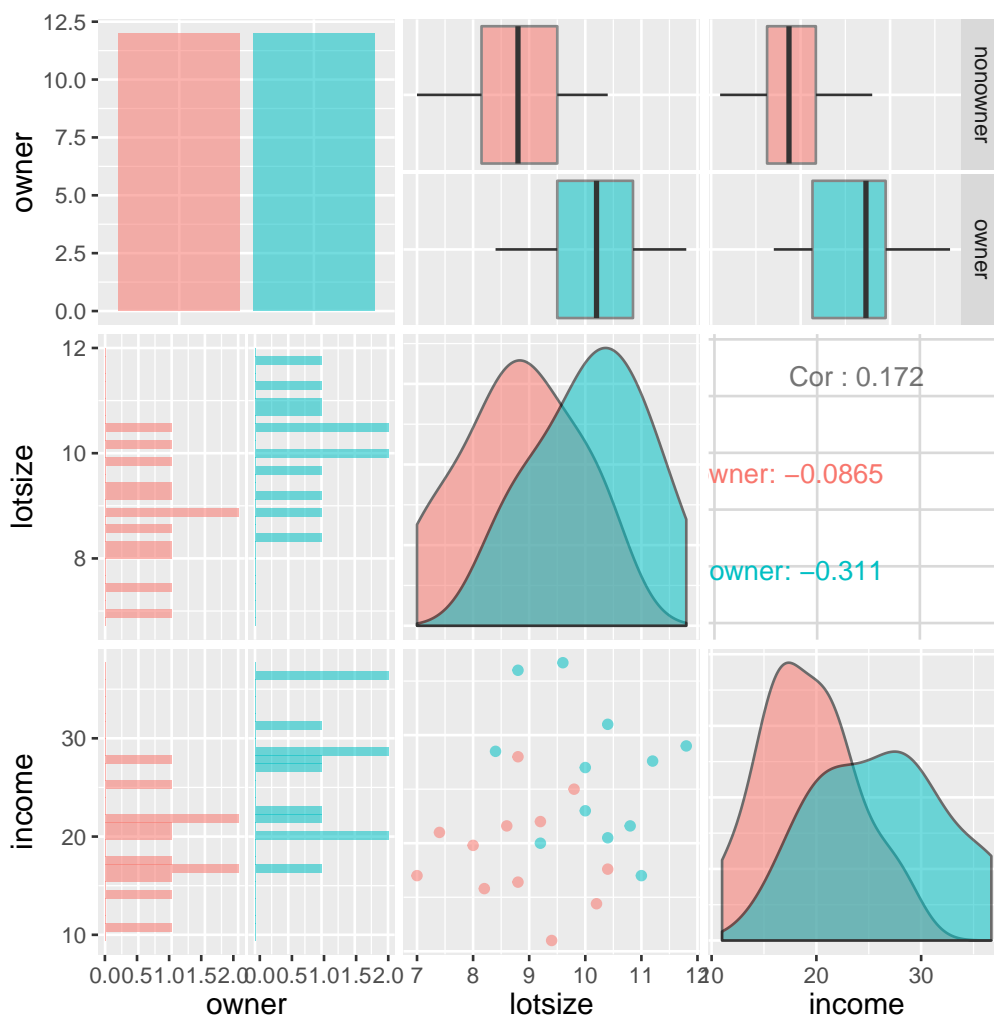 12.5
10.0
7.5
5.0
2.5
0.0
owner
nonowner
owner
12
10
8
lotsize
Cor : 0.172
wner: −0.0865
owner: −0.311
30
20
10
income
0.00.51.01.52.0
0.00.51.01.52.0
7 8 9 10 11 12
10 20 30
owner
lotsize
income